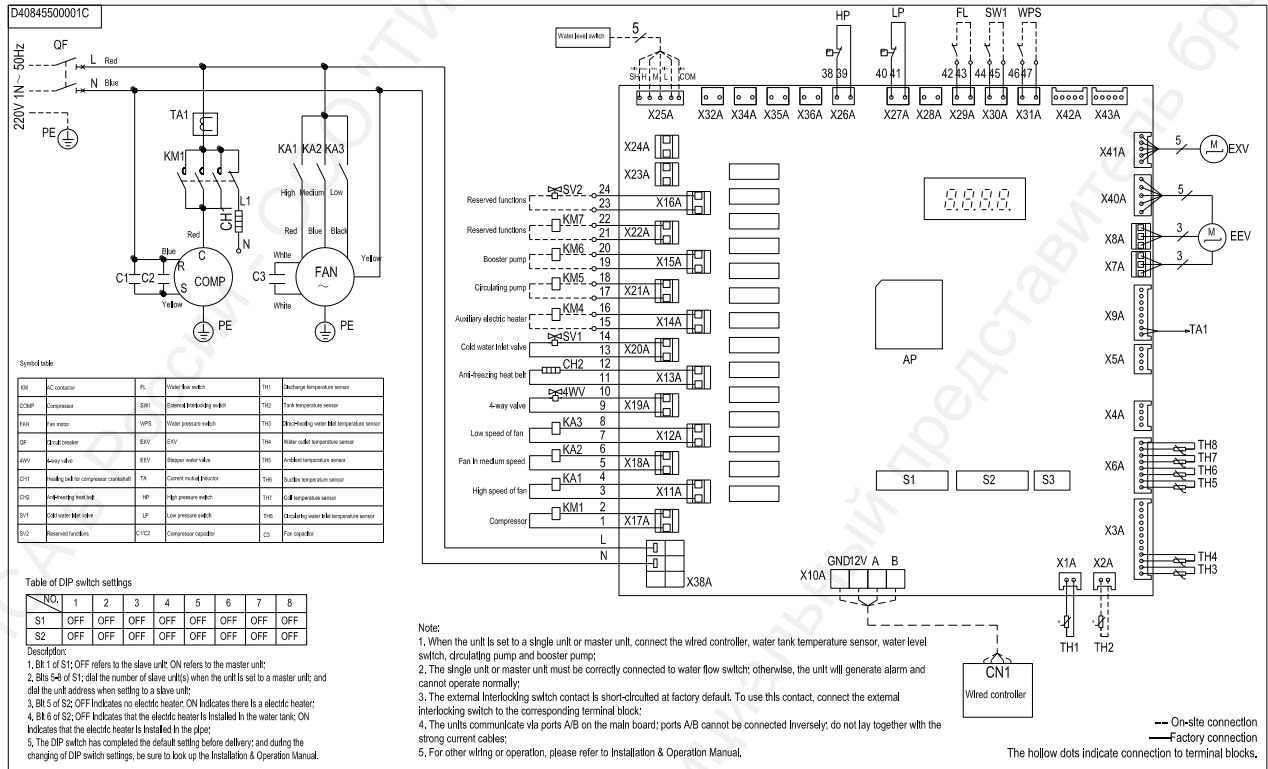 D40845500001C
220V 1N ~ 50Hz
QF
L Red
N Blue
PE
TA1
KM1
L1
CH
N
Red
Blue
C
R
S
COMP
C1 C2
Yellow
PE
KA1 KA2 KA3
High Medium Low
Red Blue Black
White
Yellow
C3
FAN
~
White
PE
Water level switch
5
SH H M L COM
X25A
X32A
X34A
X35A
X36A
HP
38 39
X26A
LP
40 41
X27A
X28A
FL
42 43
X29A
SW1
44 45
X30A
WPS
46 47
X31A
X42A
X43A
X24A
X23A
Reserved functions SV2 24
23 X16A
Reserved functions KM7 22
21 X22A
Booster pump KM6 20
19 X15A
Circulating pump KM5 18
17 X21A
Auxiliary electric heater KM4 16
15 X14A
Cold water inlet valve SV1 14
13 X20A
Anti-freezing heat belt CH2 12
11 X13A
4-way valve 4WV 10
9 X19A
Low speed of fan KA3 8
7 X12A
Fan in medium speed KA2 6
5 X18A
High speed of fan KA1 4
3 X11A
Compressor KM1 2
1 X17A
L
N
X38A
8.8.8.8.
AP
S1
S2
S3
X41A
5
M
EXV
X40A
5
X8A
3
M
EEV
X7A
3
X9A
TA1
X5A
X4A
X6A
TH8
TH7
TH6
TH5
X3A
TH4
TH3
X1A
X2A
TH1
TH2
X10A
GND 12V A B
CN1
Wired controller
Symbol table
KM AC contactor FL Water flow switch TH1 Discharge temperature sensor
COMP Compressor SW1 External interlocking switch TH2 Tank temperature sensor
FAN Fan motor WPS Water pressure switch TH3 Direct-heating water inlet temperature sensor
QF Circuit breaker EXV EXV TH4 Water outlet temperature sensor
4WV 4-way valve EEV Stepper water valve TH5 Ambient temperature sensor
CH1 Heating belt for compressor crankshaft TA Current mutual inductor TH6 Suction temperature sensor
CH2 Anti-freezing heat belt HP High pressure switch TH7 Coil temperature sensor
SV1 Cold water inlet valve LP Low pressure switch TH8 Circulating water inlet temperature sensor
SV2 Reserved functions C1/C2 Compressor capacitor C3 Fan capacitor
Table of DIP switch settings
NO. 1 2 3 4 5 6 7 8
S1 OFF OFF OFF OFF OFF OFF OFF OFF
S2 OFF OFF OFF OFF OFF OFF OFF OFF
Description:
1. Bit 1 of S1: OFF refers to the slave unit; ON refers to the master unit;
2. Bits 5-8 of S1: dial the number of slave unit(s) when the unit is set to a master unit; and
dial the unit address when setting to a slave unit;
3. Bit 5 of S2: OFF indicates no electric heater; ON indicates there is a electric heater;
4. Bit 6 of S2: OFF indicates that the electric heater is installed in the water tank; ON
indicates that the electric heater is installed in the pipe;
5. The DIP switch has completed the default setting before delivery; and during the
changing of DIP switch settings, be sure to look up the Installation & Operation Manual.
Note:
1. When the unit is set to a single unit or master unit, connect the wired controller, water tank temperature sensor, water level
switch, circulating pump and booster pump;
2. The single unit or master unit must be correctly connected to water flow switch; otherwise, the unit will generate alarm and
cannot operate normally;
3. The external interlocking switch contact is short-circuited at factory default. To use this contact, connect the external
interlocking switch to the corresponding terminal block;
4. The units communicate via ports A/B on the main board; ports A/B cannot be connected inversely; do not lay together with the
strong current cables;
5. For other wiring or operation, please refer to Installation & Operation Manual.
On-site connection
Factory connection
The hollow dots indicate connection to terminal blocks.